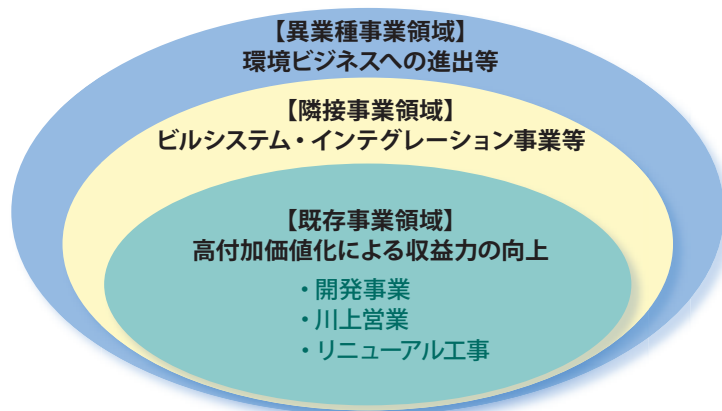 【異業種事業領域】
環境ビジネスへの進出等
【隣接事業領域】
ビルシステム・インテグレーション事業等
【既存事業領域】
高付加価値化による収益力の向上
・開発事業
・川上営業
・リニューアル工事